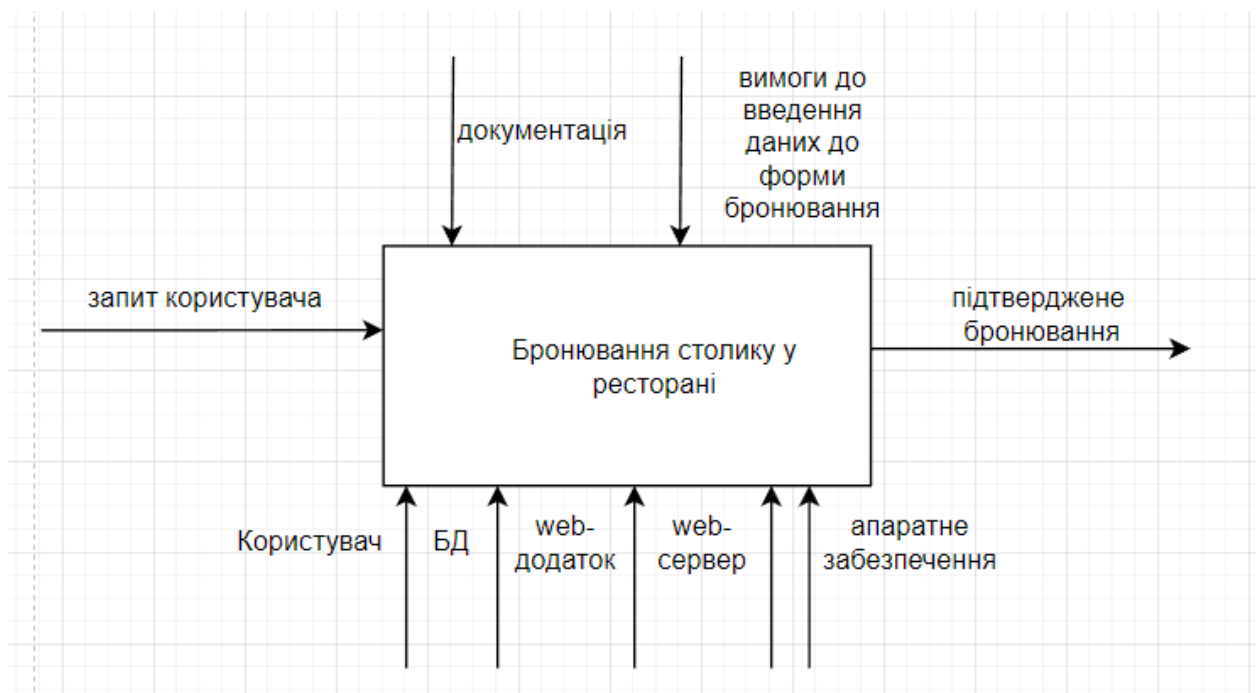 документація
вимоги до
введення
даних до
форми
бронювання
запит користувача
підтверджене
бронювання
Бронювання столику у
ресторані
Користувач
БД
web-
додаток
web-
сервер
апаратне
забезпечення